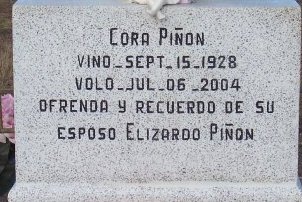 CORA PIÑON
VINO_SEPT_15_1928
VOLO_JUL_06_2004
OFRENDA Y RECUERDO DE SU
ESPOSO ELIZARDO PIÑON